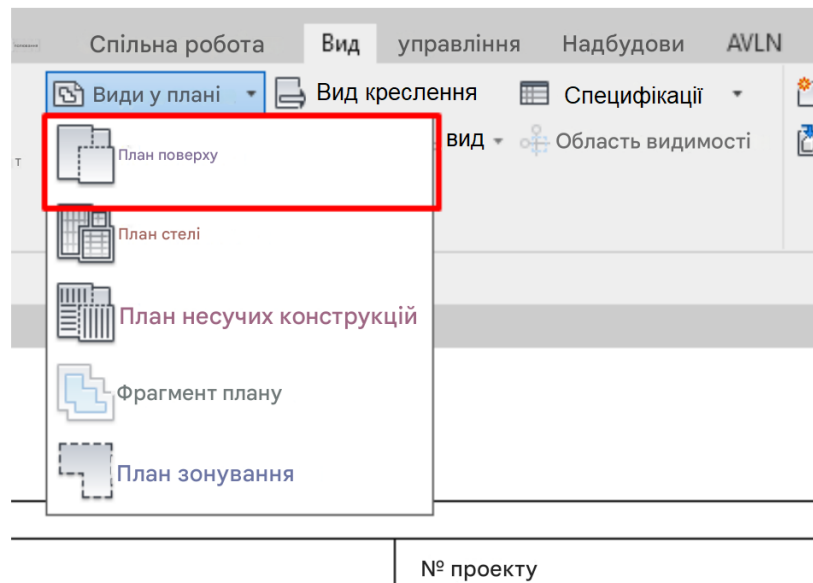 Спільна робота Вид управління Надбудови AVLN
Види у плані Вид креслення Специфікації
т План поверху вид Область видимості
План стелі
План несучих конструкцій
Фрагмент плану
План зонування
№ проекту